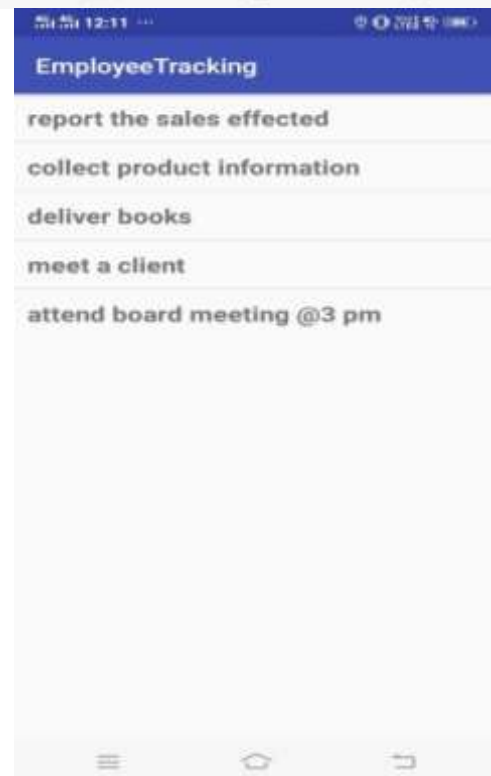 12:11 ...
EmployeeTracking
report the sales effected
collect product information
deliver books
meet a client
attend board meeting @3 pm